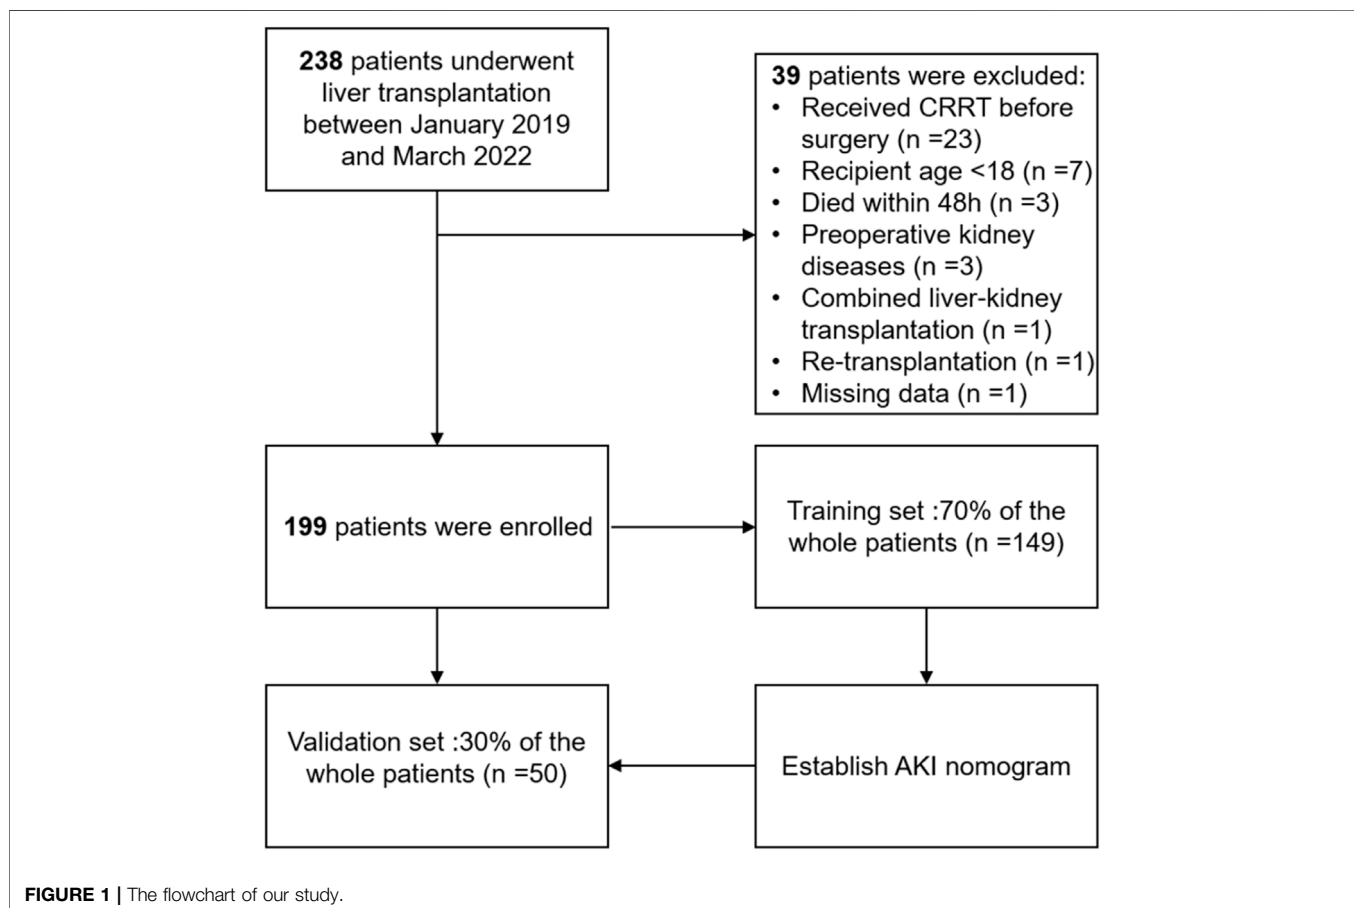 238 patients underwent
liver transplantation
between January 2019
and March 2022
39 patients were excluded:
• Received CRRT before
surgery (n =23)
• Recipient age <18 (n =7)
• Died within 48h (n =3)
• Preoperative kidney
diseases (n =3)
• Combined liver-kidney
transplantation (n =1)
• Re-transplantation (n =1)
• Missing data (n =1)
199 patients were enrolled
Training set :70% of the
whole patients (n =149)
Validation set :30% of the
whole patients (n =50)
Establish AKI nomogram
FIGURE 1 | The flowchart of our study.